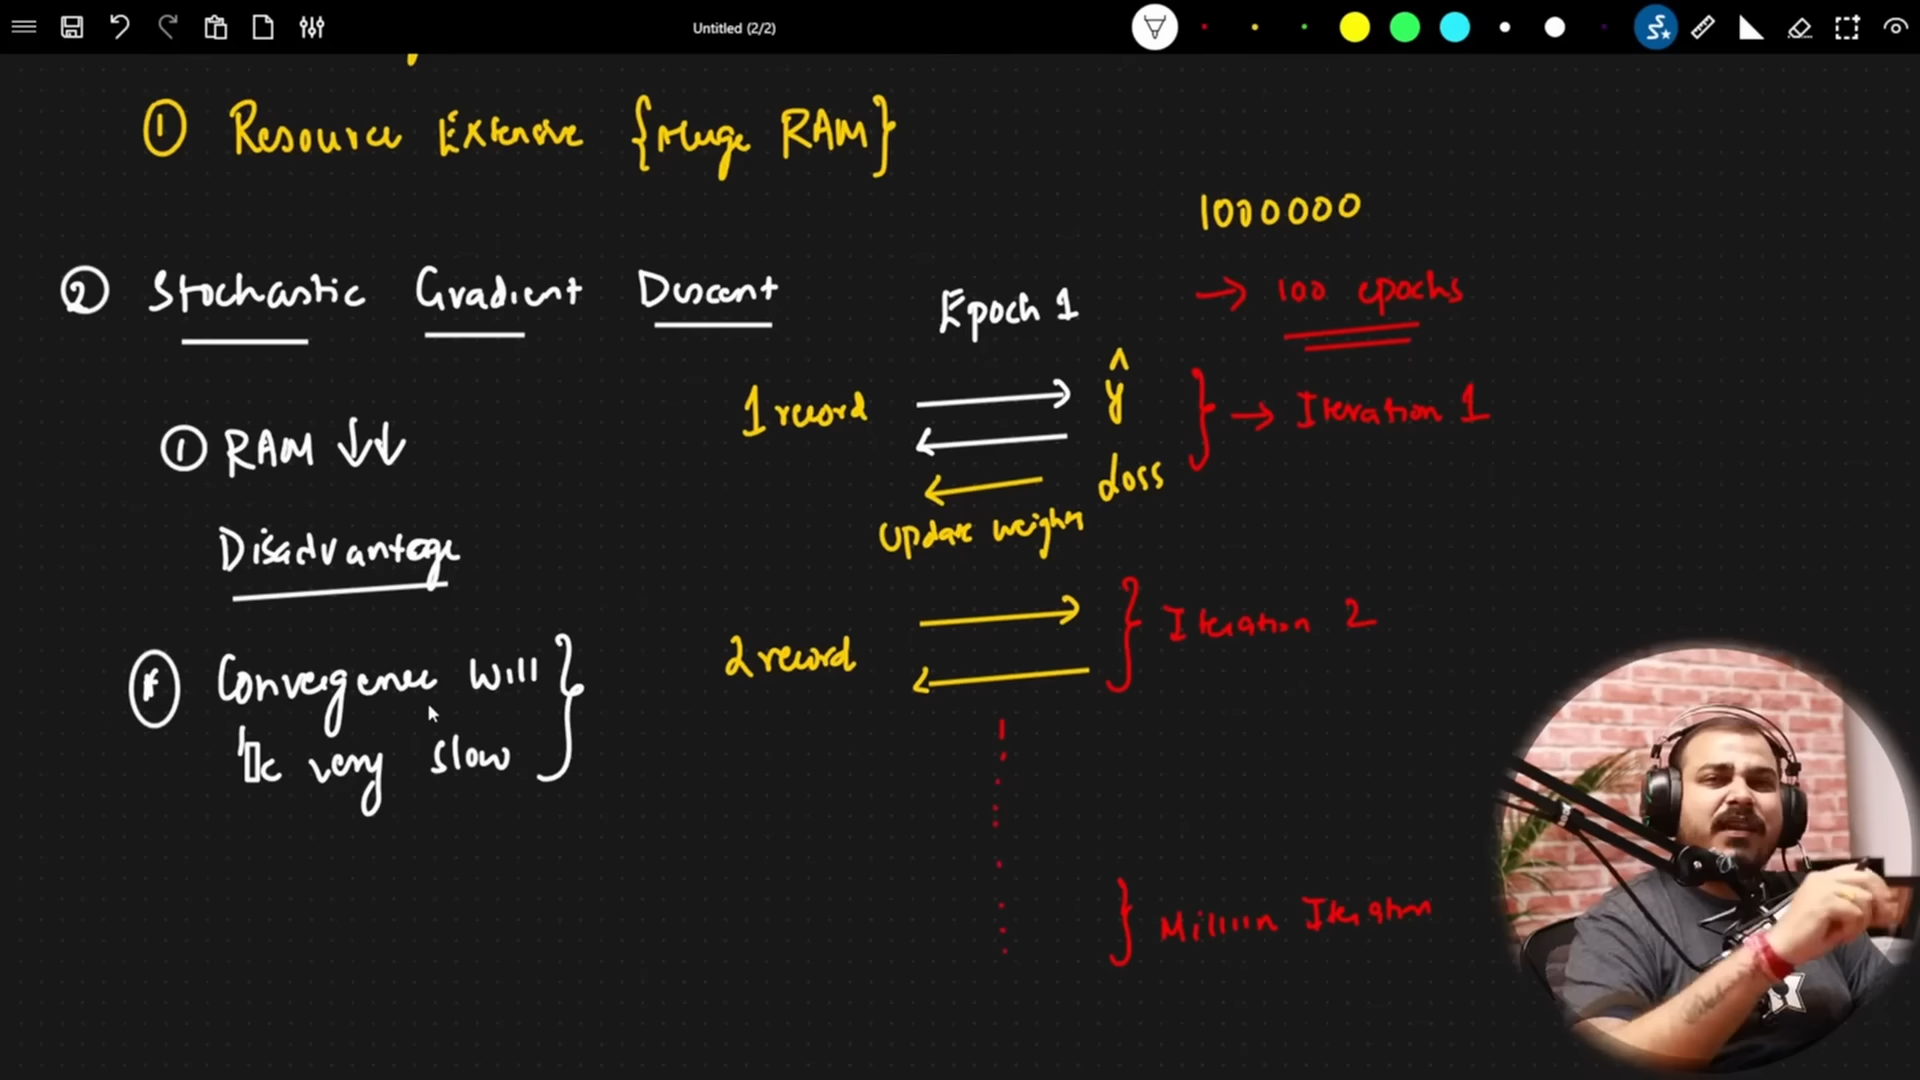 Untitled (2/2)
① Resource Extensive {Huge RAM}
1000000
② Stochastic Gradient Descent
Epoch 1
→ 100 epochs
1 record
ŷ
→ Iteration 1
① RAM ↓↓
Loss
Update weights
Disadvantage
2 record
Iteration 2
Convergence will
be very slow
Million Iteration